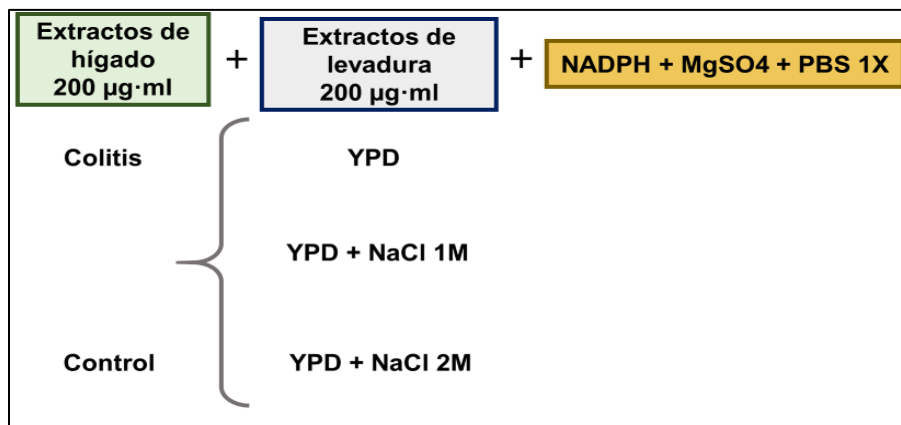 Extractos de
hígado
200 µg·ml
+
Extractos de
levadura
200 µg·ml
+
NADPH + MgSO4 + PBS 1X
Colitis
YPD
YPD + NaCl 1M
Control
YPD + NaCl 2M